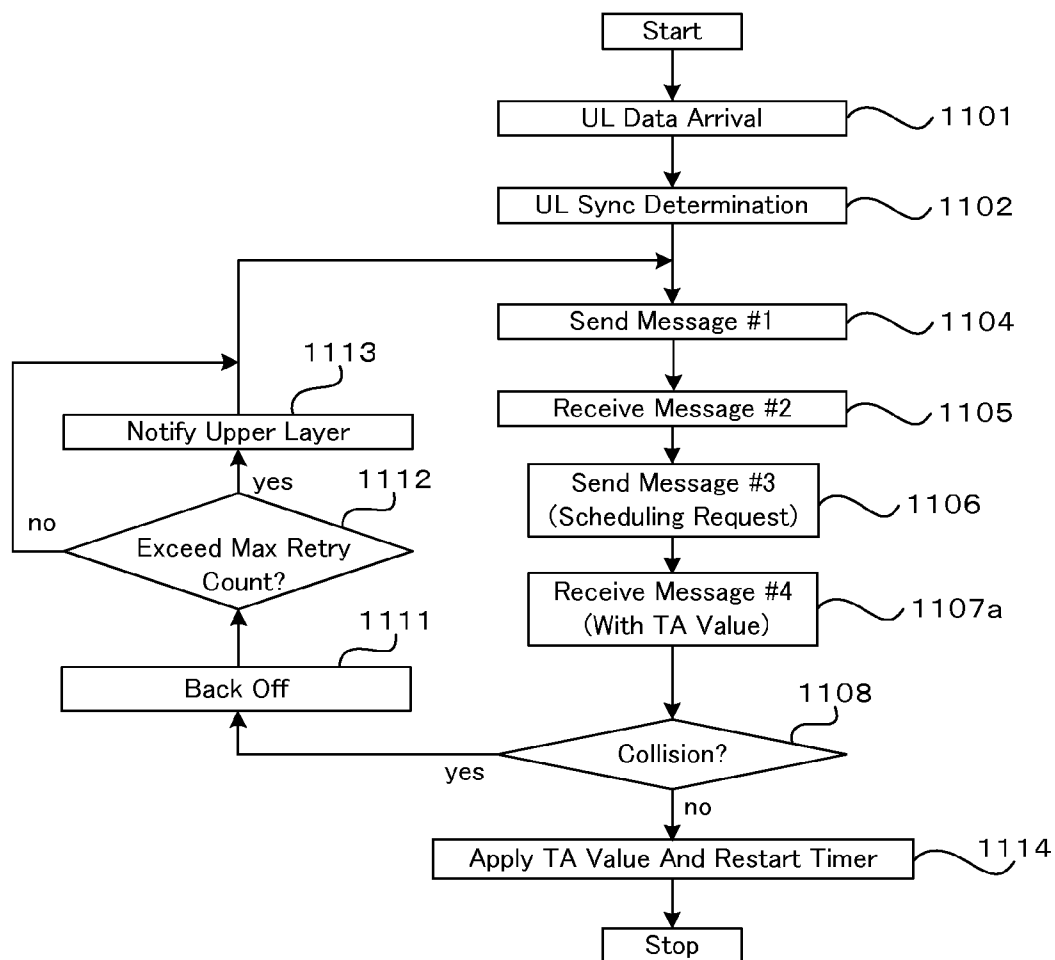 Start
UL Data Arrival
1101
UL Sync Determination
1102
Send Message #1
1104
1113
Receive Message #2
1105
Notify Upper Layer
yes
1112
Send Message #3
(Scheduling Request)
1106
no
Exceed Max Retry
Count?
Receive Message #4
(With TA Value)
1107a
1111
Back Off
1108
Collision?
yes
no
Apply TA Value And Restart Timer
1114
Stop